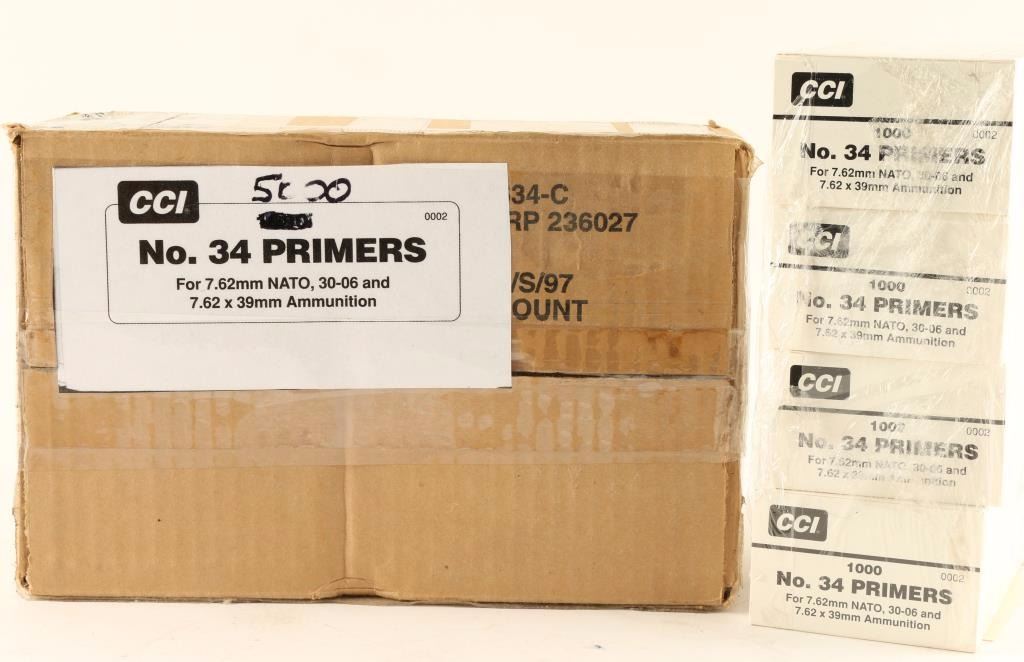 CCI
5000
0002
No. 34 PRIMERS
For 7.62mm NATO, 30-06 and
7.62 x 39mm Ammunition
34-C
RP 236027
/S/97
OUNT
CCI
1000
0002
No. 34 PRIMERS
For 7.62mm NATO, 30-06 and
7.62 x 39mm Ammunition
CCI
1000
0002
No. 34 PRIMERS
For 7.62mm NATO, 30-06 and
7.62 x 39mm Ammunition
CCI
1000
0002
No. 34 PRIMERS
For 7.62mm NATO, 30-06 and
7.62 x 39mm Ammunition
CCI
1000
0002
No. 34 PRIMERS
For 7.62mm NATO, 30-06 and
7.62 x 39mm Ammunition